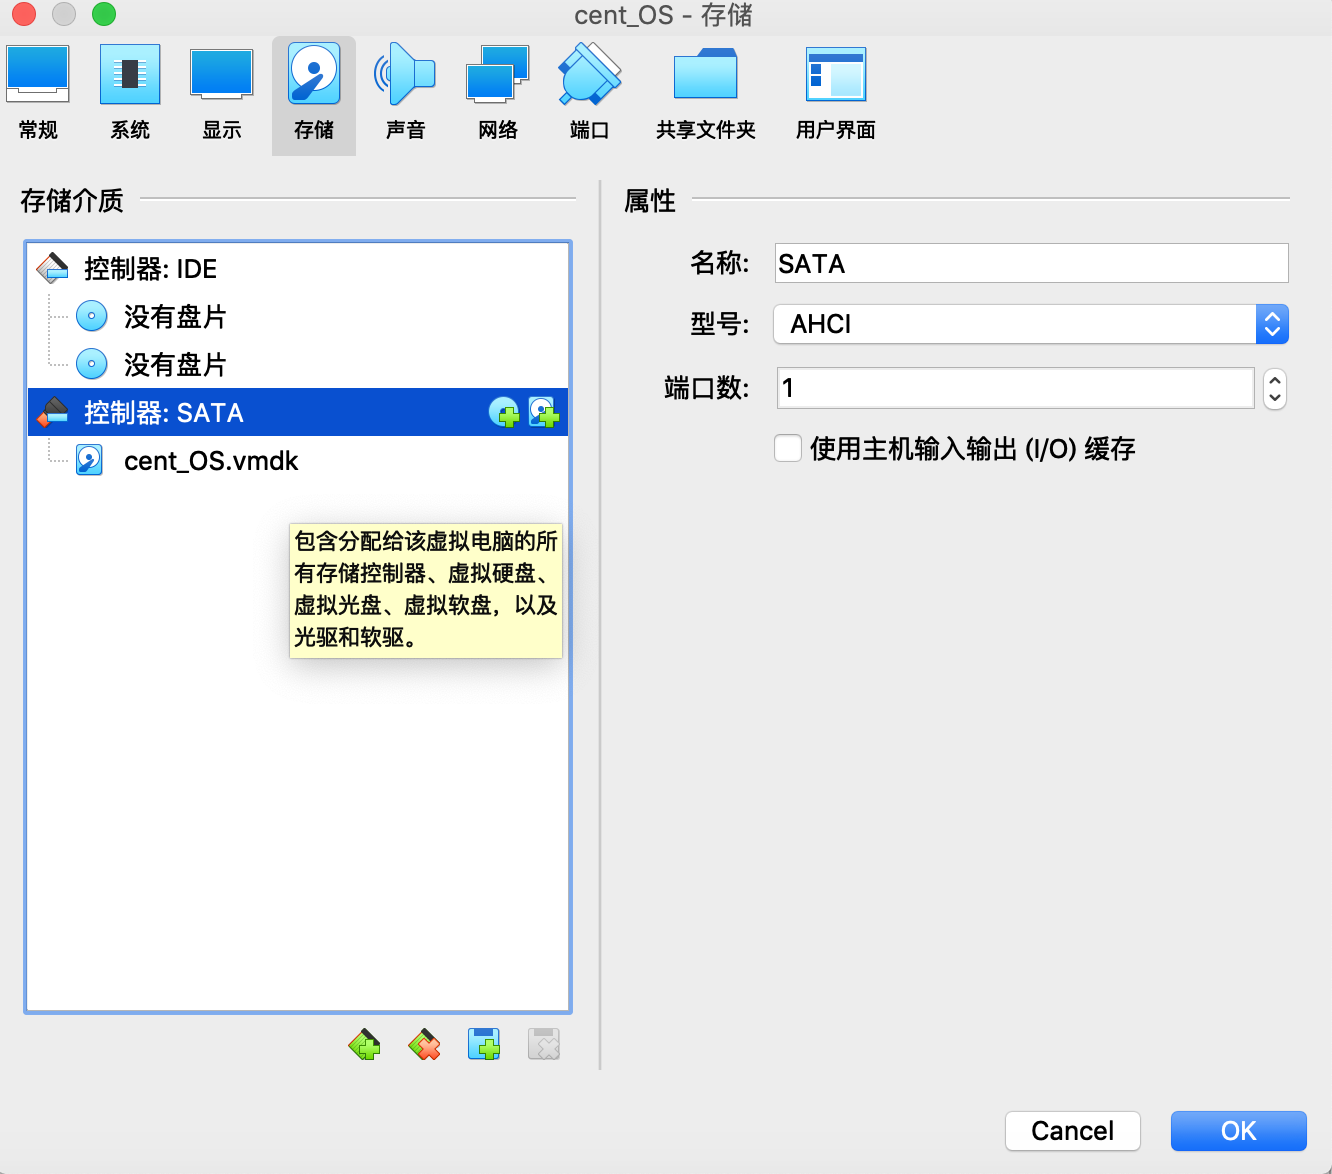 cent_OS - 存储
常规
系统
显示
存储
声音
网络
端口
共享文件夹
用户界面
存储介质
控制器: IDE
没有盘片
没有盘片
控制器: SATA
cent_OS.vmdk
包含分配给该虚拟电脑的所
有存储控制器、虚拟硬盘、
虚拟光盘、虚拟软盘，以及
光驱和软驱。
属性
名称: SATA
型号: AHCI
端口数: 1
使用主机输入输出 (I/O) 缓存
Cancel
OK